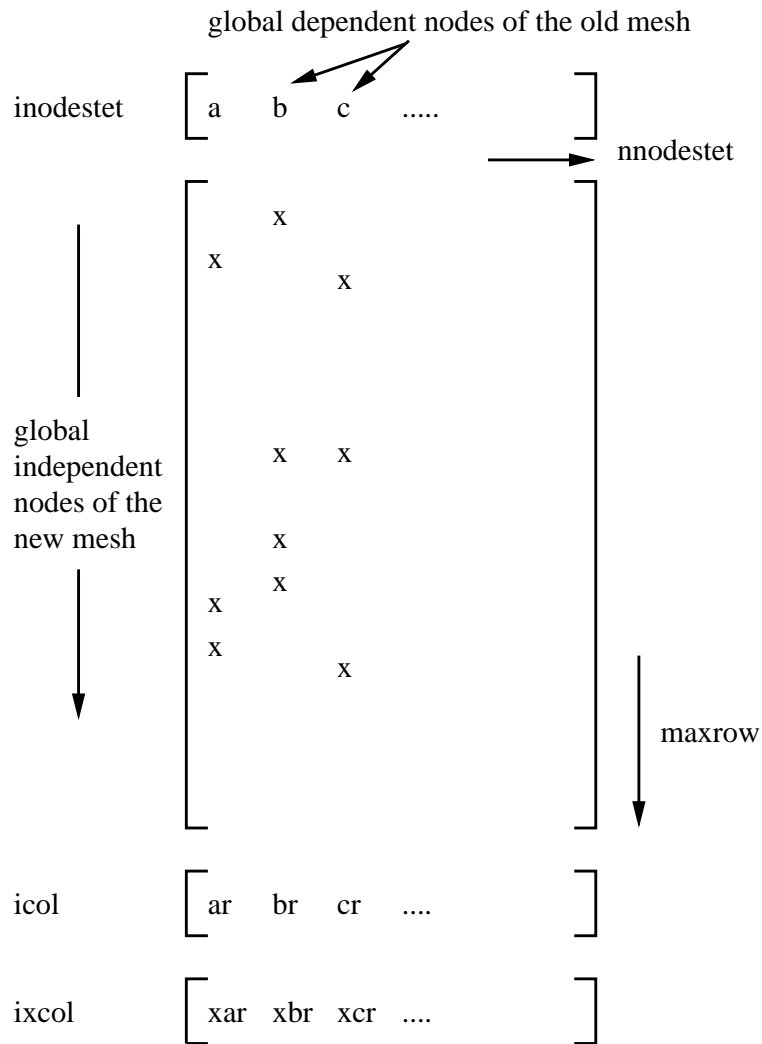 global dependent nodes of the old mesh
inodestet a b c .....
nnodestet
x
x
x
global
independent
nodes of the
new mesh
x x
x
x
x
x
x
maxrow
icol ar br cr ....
ixcol xar xbr xcr ....